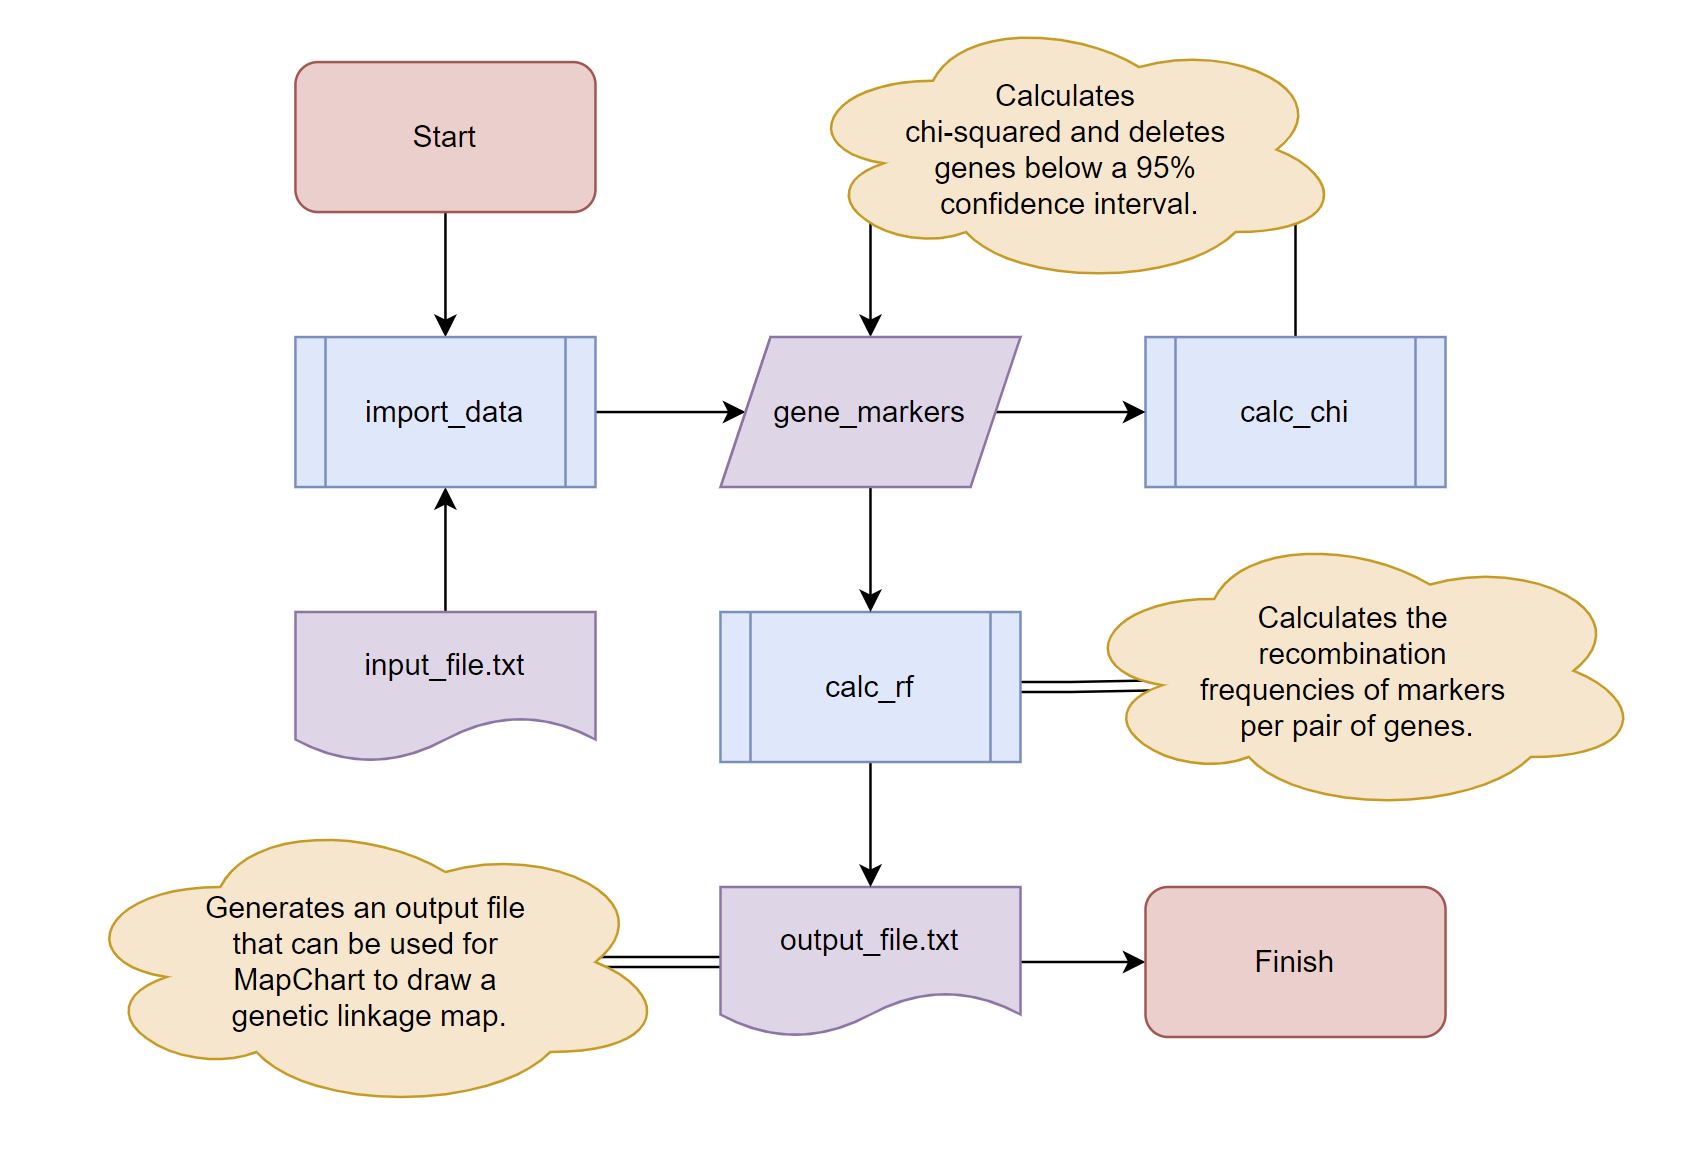 Start
Calculates
chi-squared and deletes
genes below a 95%
confidence interval.
import_data
gene_markers
calc_chi
input_file.txt
calc_rf
Calculates the
recombination
frequencies of markers
per pair of genes.
Generates an output file
that can be used for
MapChart to draw a
genetic linkage map.
output_file.txt
Finish